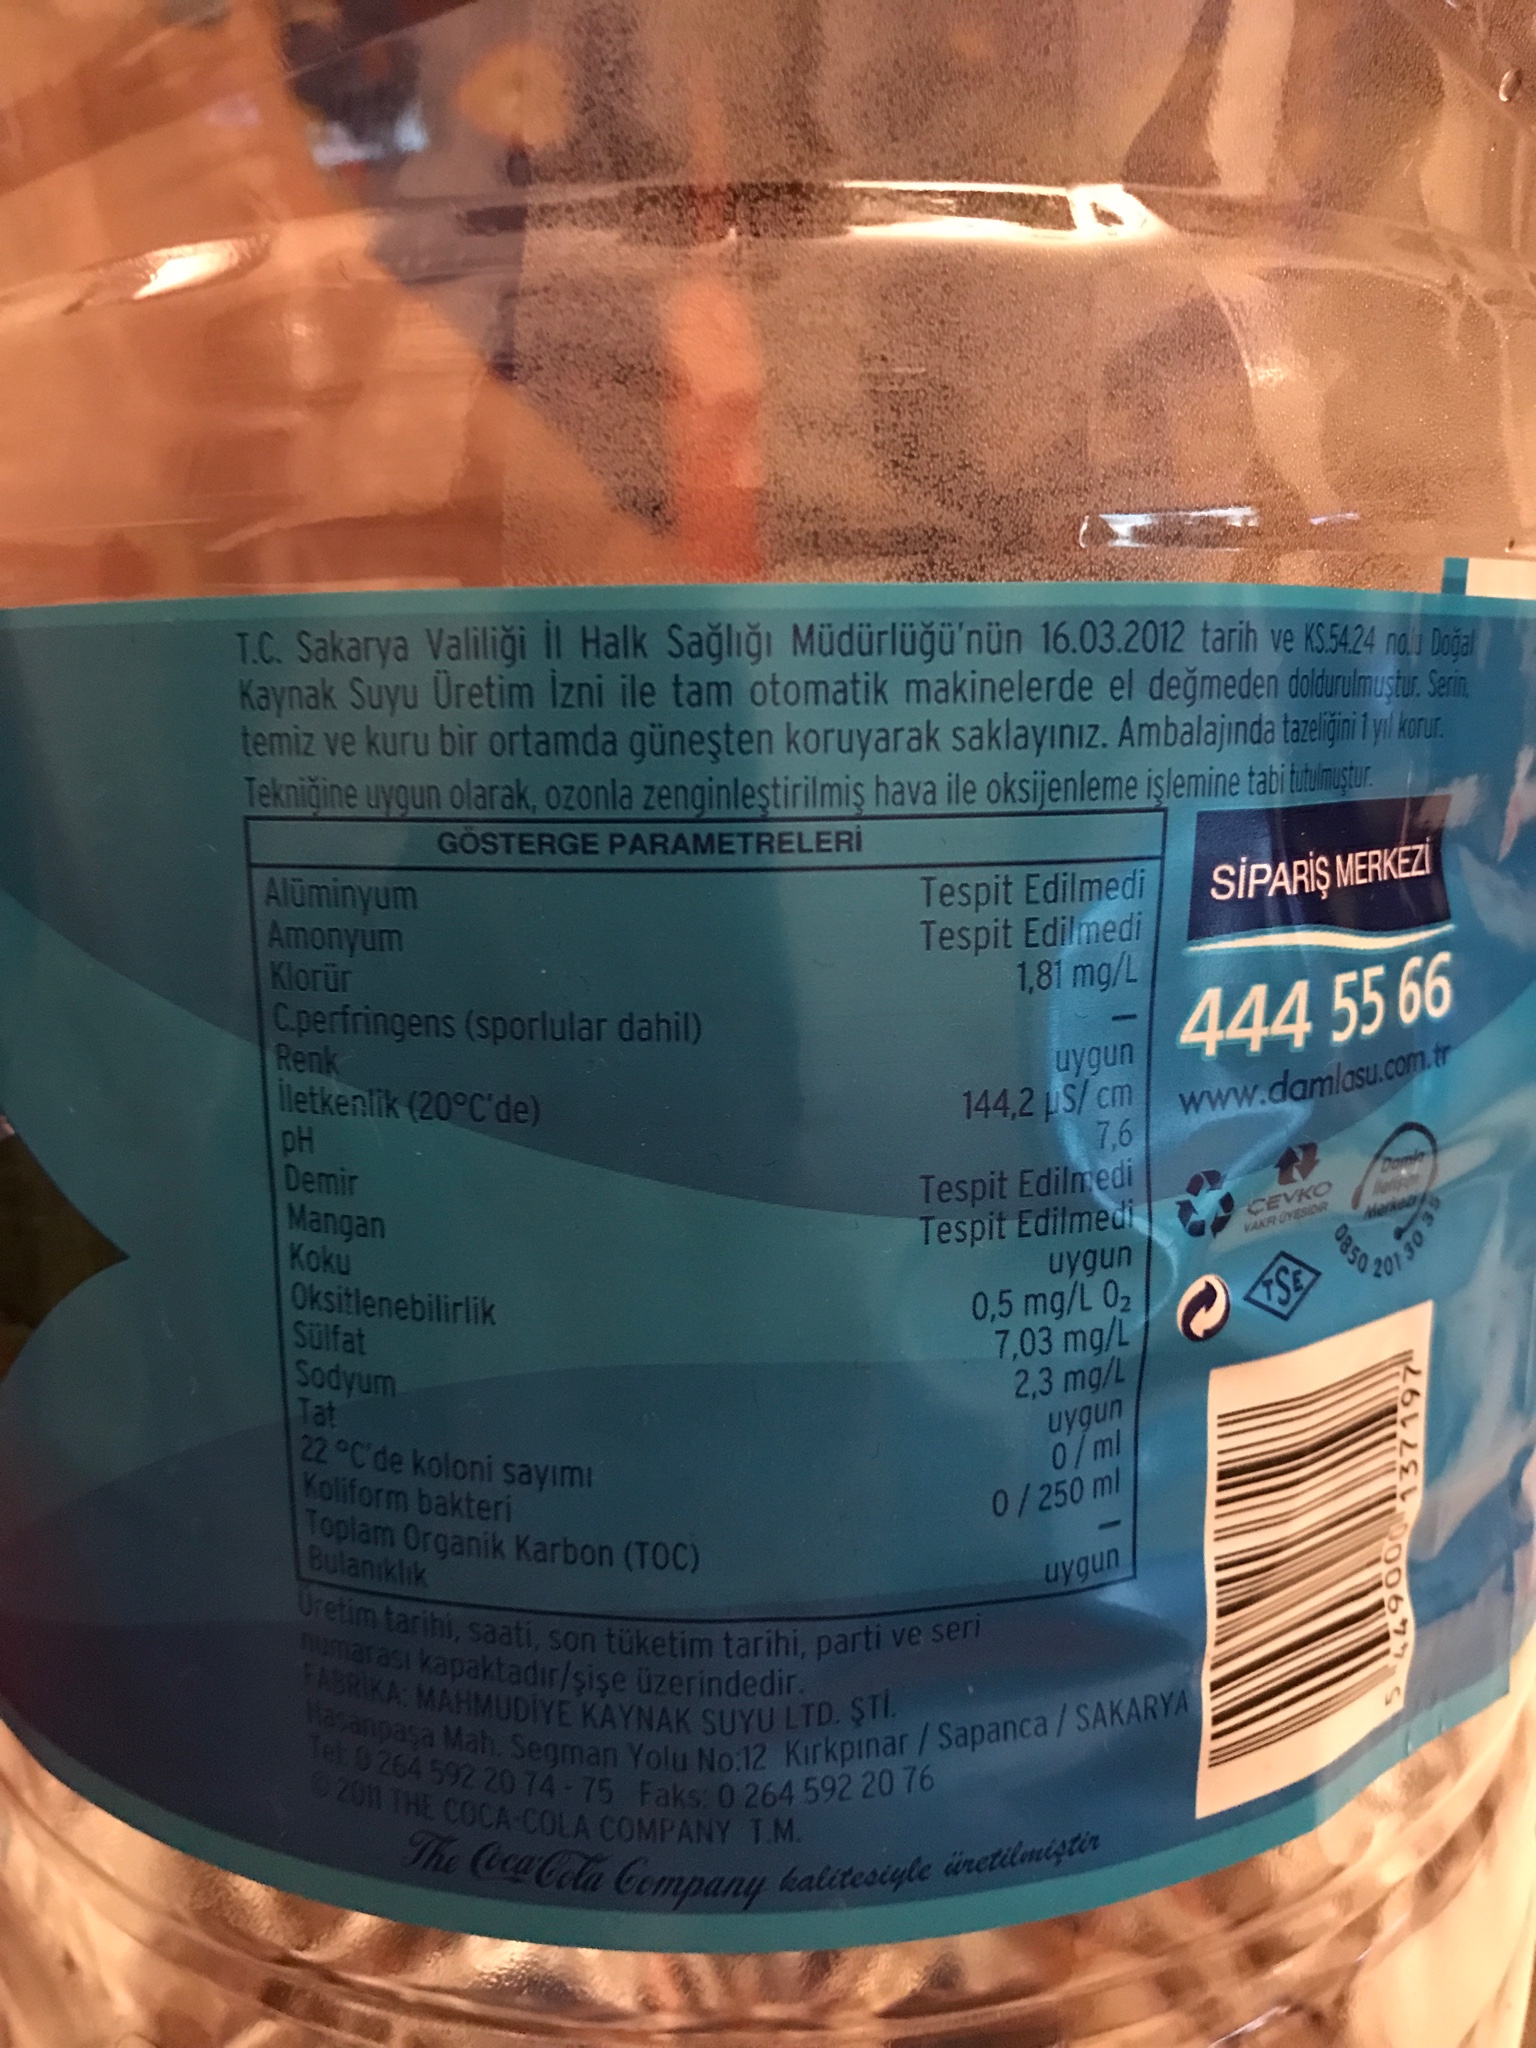 T.C. Sakarya Valiliği İl Halk Sağlığı Müdürlüğü'nün 16.03.2012 tarih ve KS.54.24 nolu Doğal
Kaynak Suyu Üretim İzni ile tam otomatik makinelerde el değmeden doldurulmuştur. Serin,
temiz ve kuru bir ortamda güneşten koruyarak saklayınız. Ambalajında tazeliğini 1 yıl korur.
Tekniğine uygun olarak, ozonla zenginleştirilmiş hava ile oksijenleme işlemine tabi tutulmuştur.
GÖSTERGE PARAMETRELERİ
Alüminyum Tespit Edilmedi
Amonyum Tespit Edilmedi
Klorür 1,81 mg/L
C.perfringens (sporlular dahil) –
Renk uygun
İletkenlik (20°C'de) 144,2 µS/cm
pH 7,6
Demir Tespit Edilmedi
Mangan Tespit Edilmedi
Koku uygun
Oksitlenebilirlik 0,5 mg/L O₂
Sülfat 7,03 mg/L
Sodyum 2,3 mg/L
Tat uygun
22 °C'de koloni sayımı 0/ml
Koliform bakteri 0/250 ml
Toplam Organik Karbon (TOC) –
Bulanıklık uygun
Üretim tarihi, saati, son tüketim tarihi, parti ve seri
numarası kapaktadır/şişe üzerindedir.
FABRİKA: MAHMUDİYE KAYNAK SUYU LTD. ŞTİ.
Hasanpaşa Mah. Segman Yolu No:12 Kırkpınar / Sapanca / SAKARYA
Tel: 0 264 592 20 74 - 75 Faks: 0 264 592 20 76
© 2011 THE COCA-COLA COMPANY T.M.
The Coca-Cola Company kalitesiyle üretilmiştir
SİPARİŞ MERKEZİ
444 55 66
www.damlasu.com.tr
ÇEVKO
VAKFI ÜYESİDİR
Damla
İletişim
Merkezi
0850 201 30 33
TSE
5 449000 137197